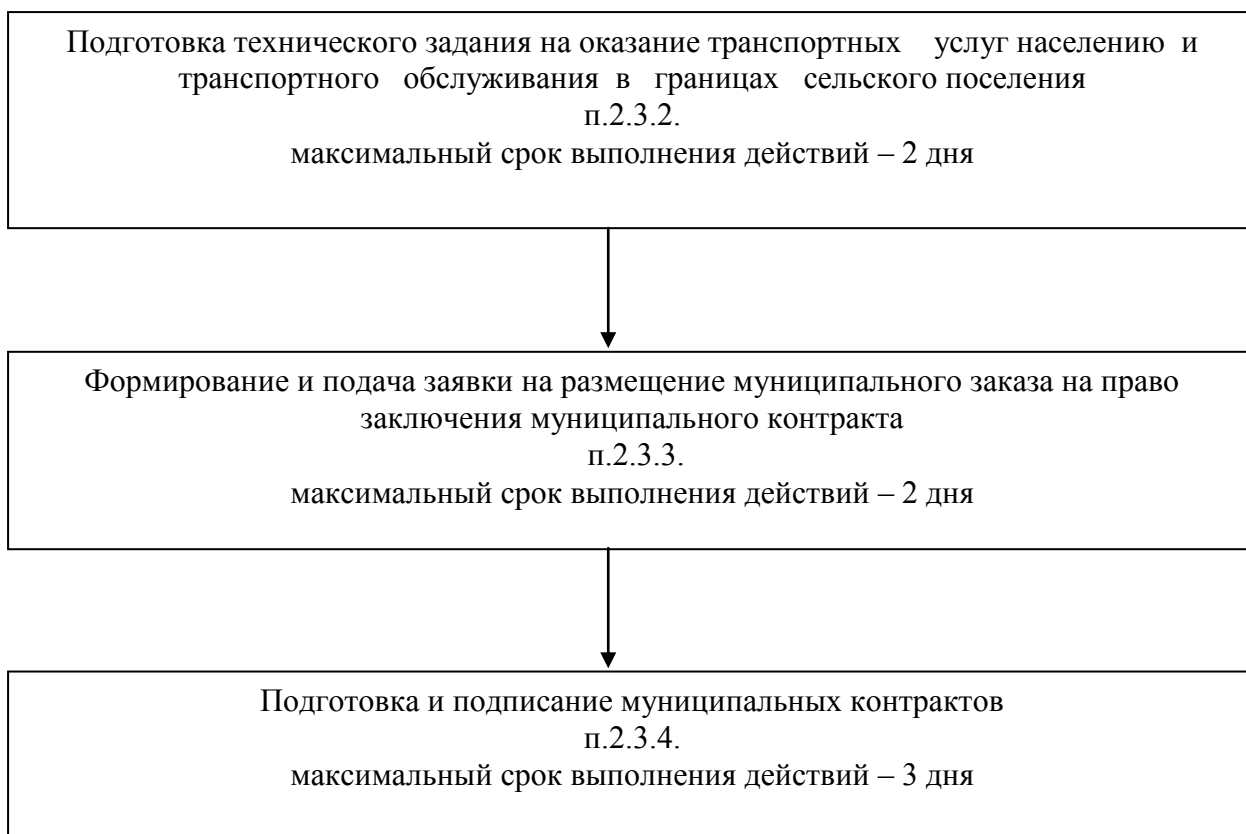 Подготовка технического задания на оказание транспортных услуг населению и
транспортного обслуживания в границах сельского поселения
п.2.3.2.
максимальный срок выполнения действий – 2 дня
Формирование и подача заявки на размещение муниципального заказа на право
заключения муниципального контракта
п.2.3.3.
максимальный срок выполнения действий – 2 дня
Подготовка и подписание муниципальных контрактов
п.2.3.4.
максимальный срок выполнения действий – 3 дня